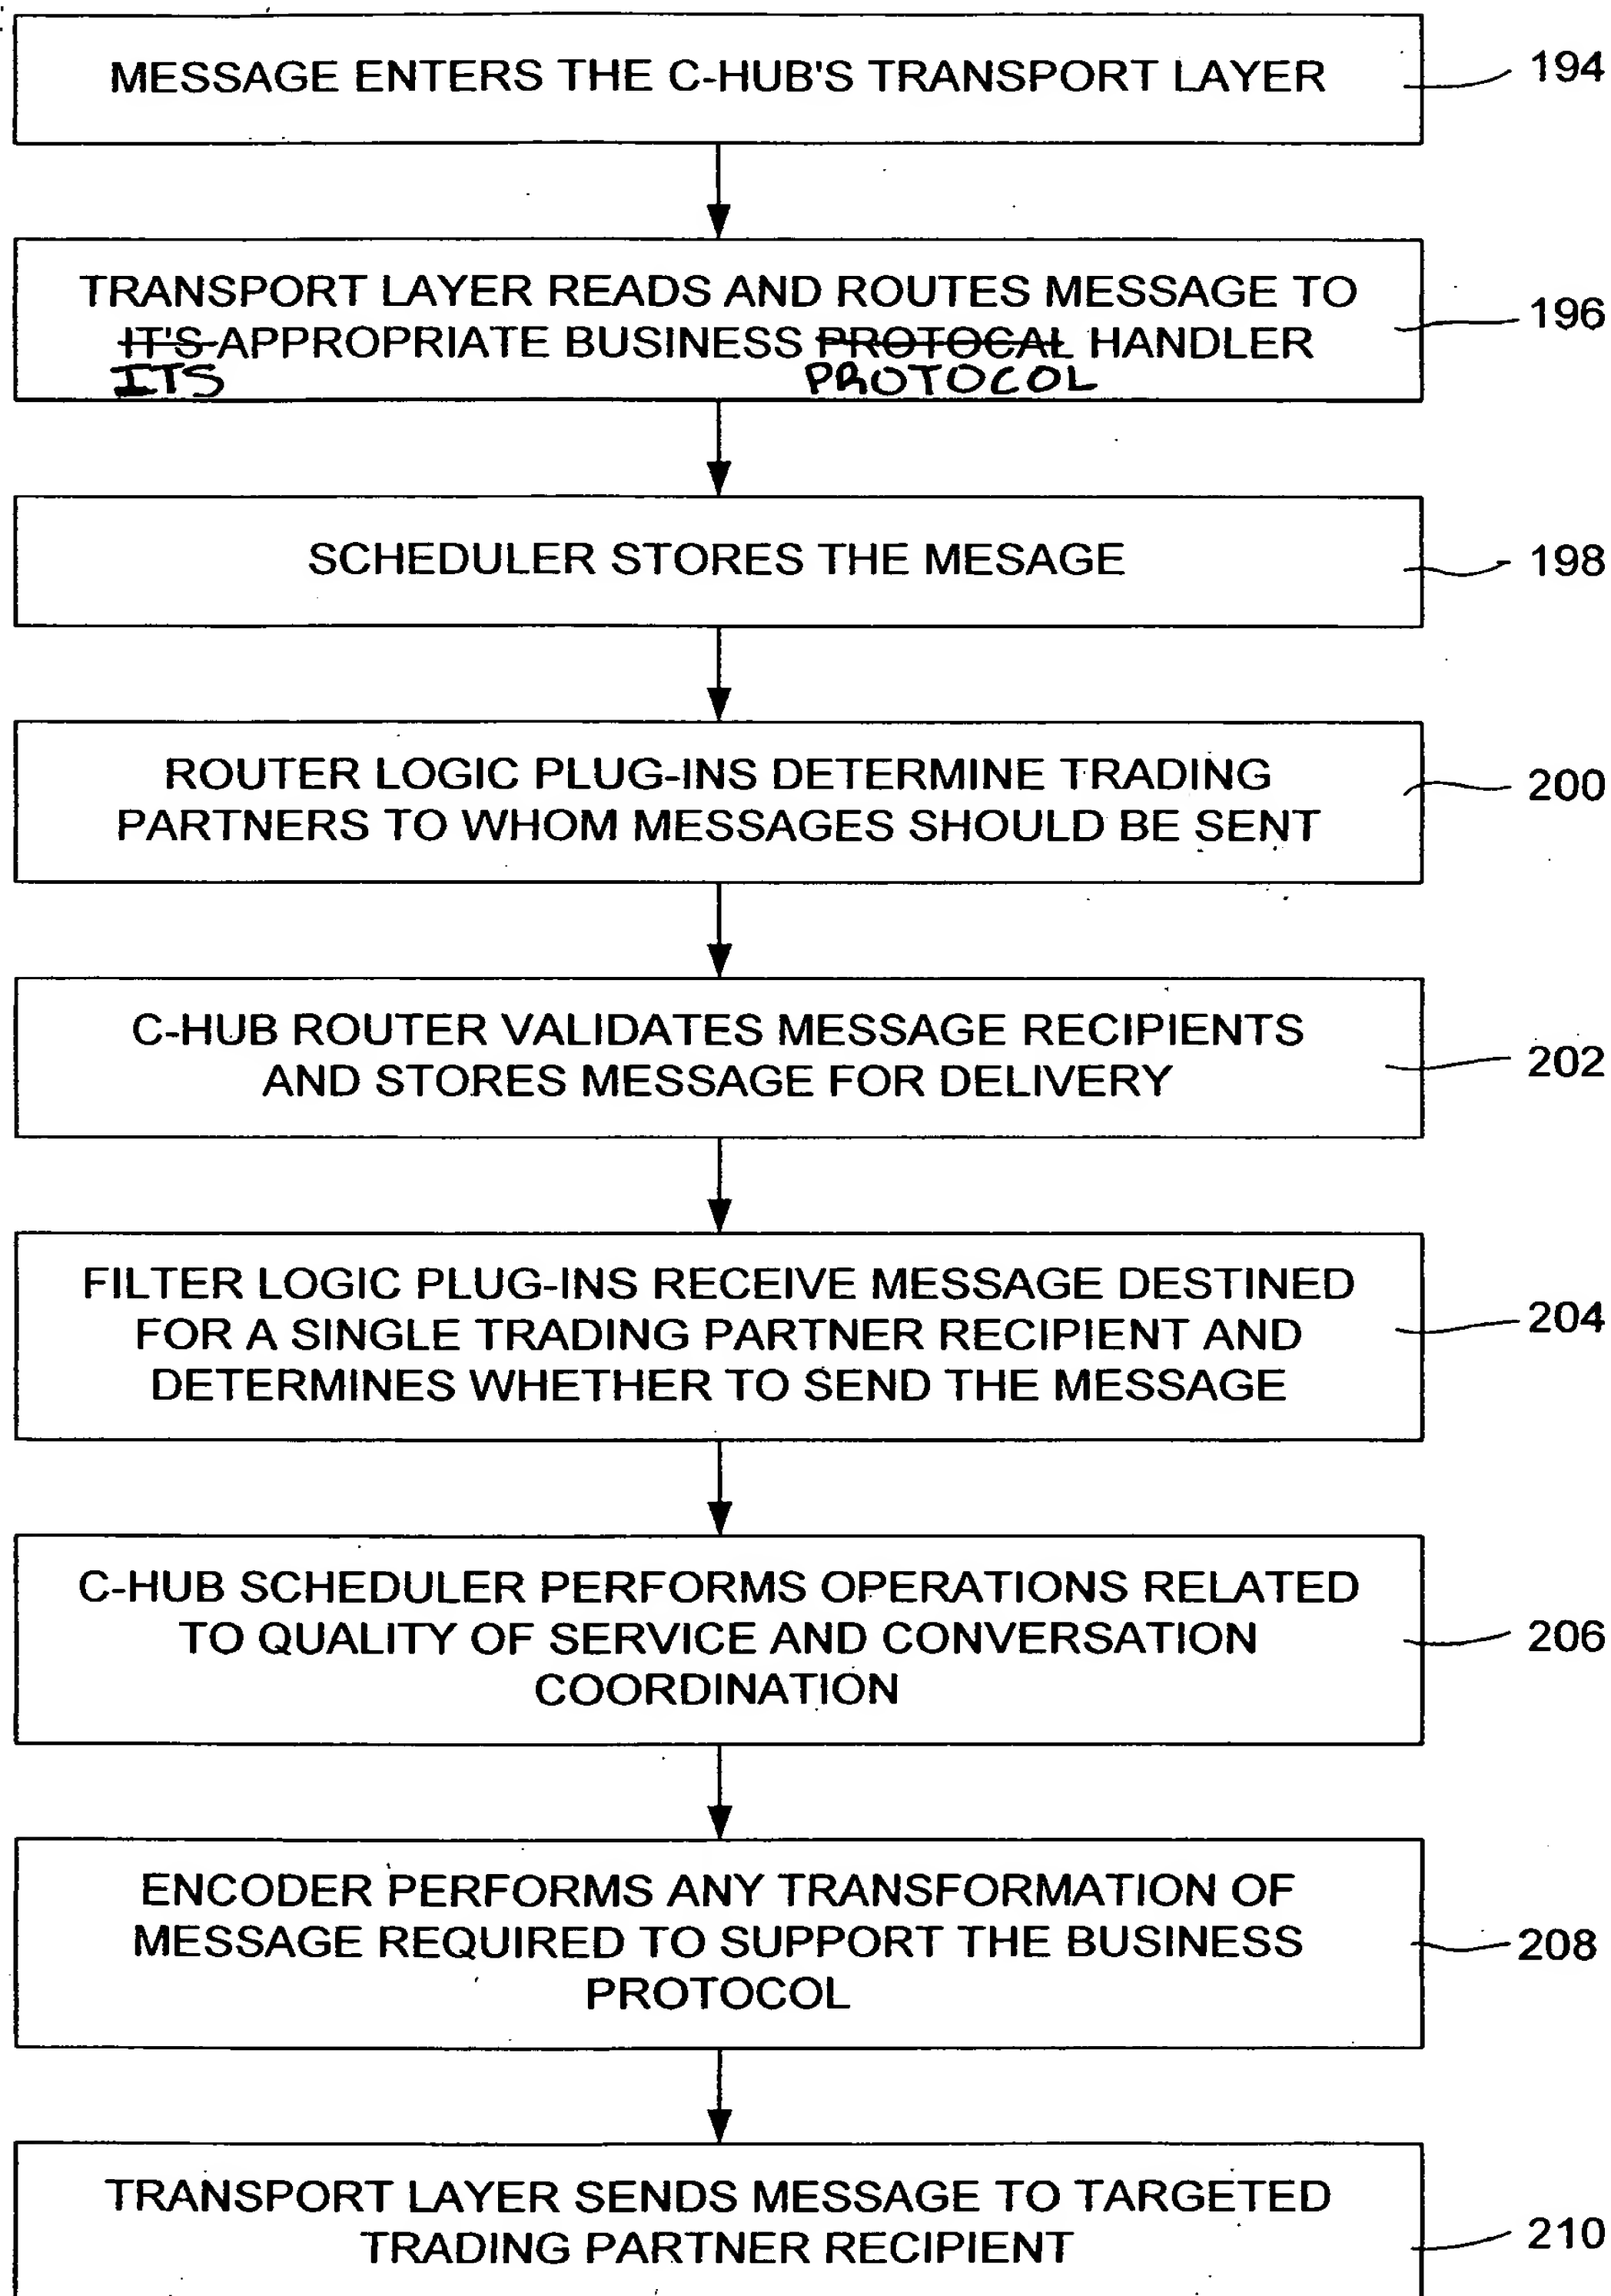 MESSAGE ENTERS THE C-HUB'S TRANSPORT LAYER
194
TRANSPORT LAYER READS AND ROUTES MESSAGE TO
IT'S APPROPRIATE BUSINESS PROTOCAL HANDLER
ITS PROTOCOL
196
SCHEDULER STORES THE MESAGE
198
ROUTER LOGIC PLUG-INS DETERMINE TRADING
PARTNERS TO WHOM MESSAGES SHOULD BE SENT
200
C-HUB ROUTER VALIDATES MESSAGE RECIPIENTS
AND STORES MESSAGE FOR DELIVERY
202
FILTER LOGIC PLUG-INS RECEIVE MESSAGE DESTINED
FOR A SINGLE TRADING PARTNER RECIPIENT AND
DETERMINES WHETHER TO SEND THE MESSAGE
204
C-HUB SCHEDULER PERFORMS OPERATIONS RELATED
TO QUALITY OF SERVICE AND CONVERSATION
COORDINATION
206
ENCODER PERFORMS ANY TRANSFORMATION OF
MESSAGE REQUIRED TO SUPPORT THE BUSINESS
PROTOCOL
208
TRANSPORT LAYER SENDS MESSAGE TO TARGETED
TRADING PARTNER RECIPIENT
210